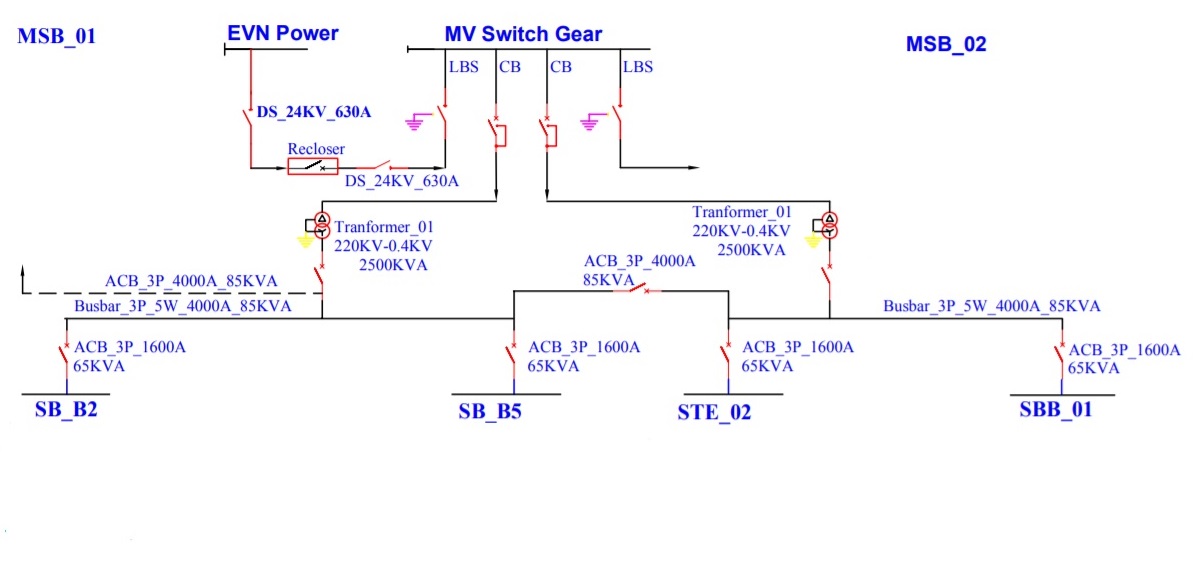 MSB_01
EVN Power
MV Switch Gear
MSB_02
LBS
CB
CB
LBS
DS_24KV_630A
Recloser
DS_24KV_630A
Tranformer_01
220KV-0.4KV
2500KVA
Tranformer_01
220KV-0.4KV
2500KVA
ACB_3P_4000A
85KVA
ACB_3P_4000A_85KVA
Busbar_3P_5W_4000A_85KVA
Busbar_3P_5W_4000A_85KVA
ACB_3P_1600A
65KVA
ACB_3P_1600A
65KVA
ACB_3P_1600A
65KVA
ACB_3P_1600A
65KVA
SB_B2
SB_B5
STE_02
SBB_01